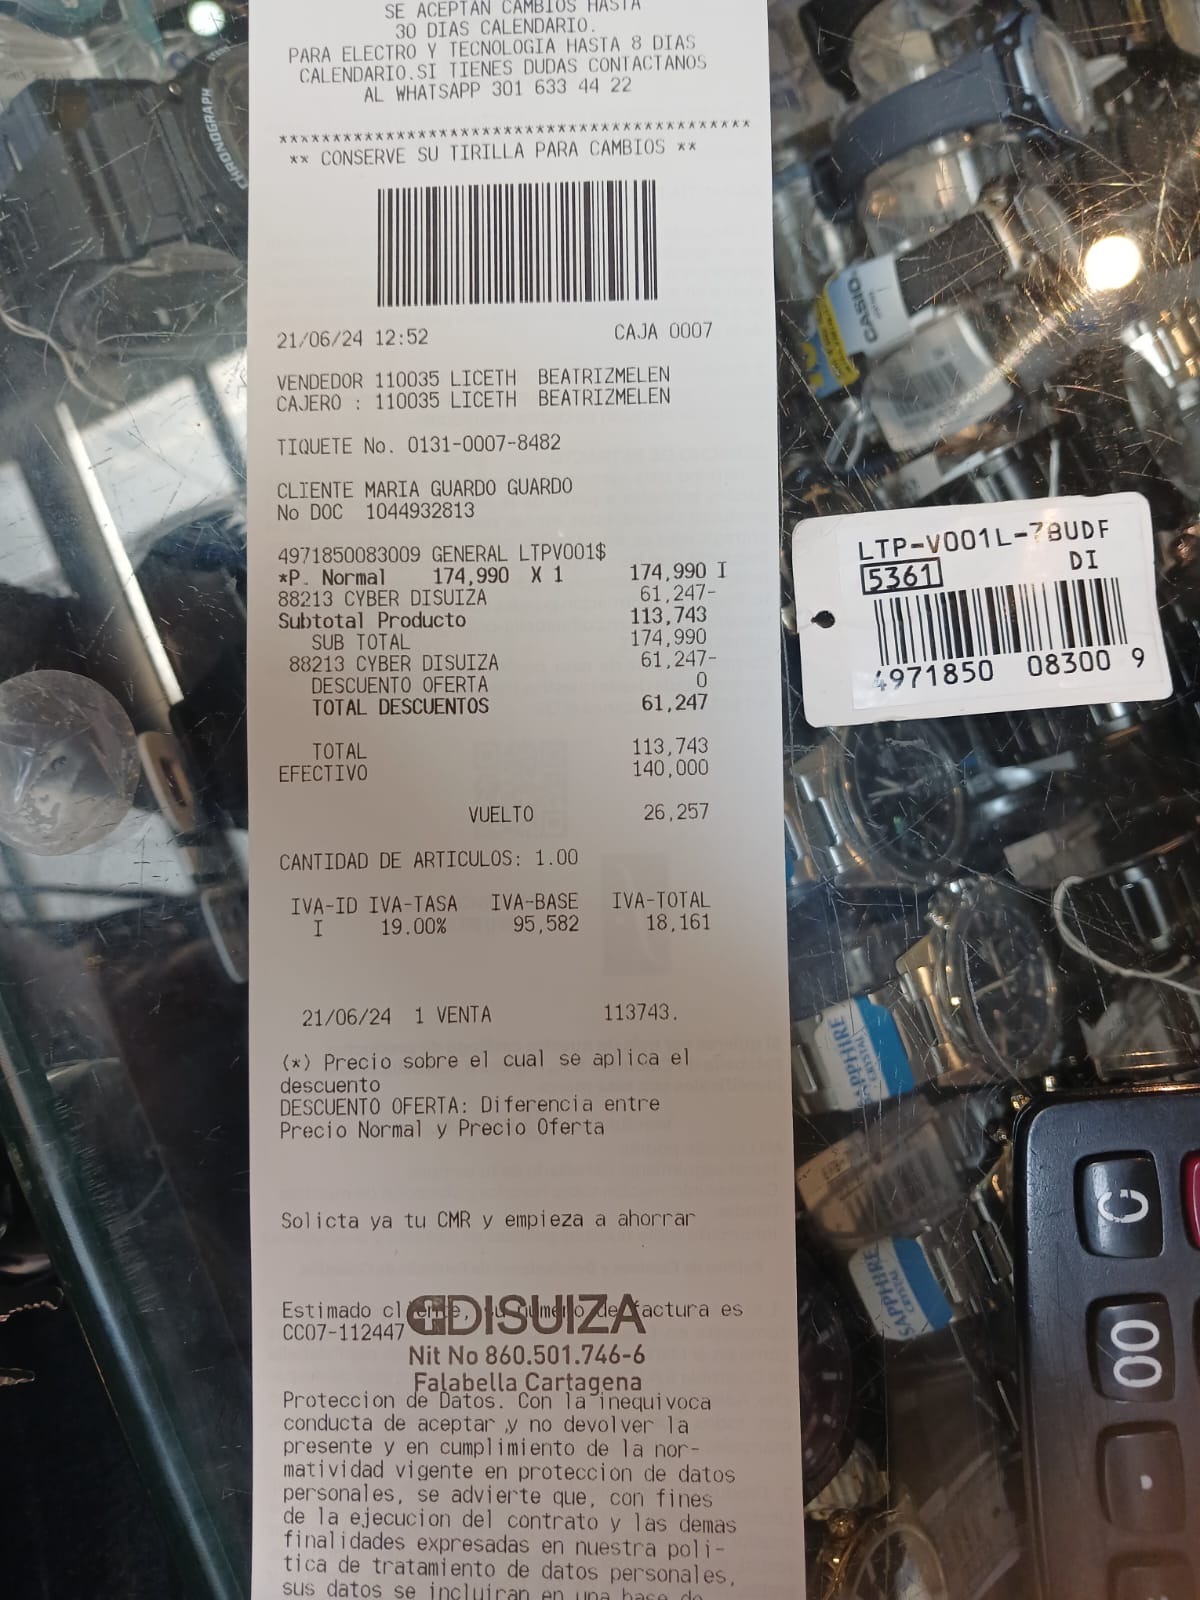 SE ACEPTAN CAMBIOS HASTA
30 DIAS CALENDARIO.
PARA ELECTRO Y TECNOLOGIA HASTA 8 DIAS
CALENDARIO.SI TIENES DUDAS CONTACTANOS
AL WHATSAPP 301 633 44 22
*******************************************
** CONSERVE SU TIRILLA PARA CAMBIOS **
21/06/24 12:52 CAJA 0007
VENDEDOR 110035 LICETH BEATRIZMELEN
CAJERO : 110035 LICETH BEATRIZMELEN
TIQUETE No. 0131-0007-8482
CLIENTE MARIA GUARDO GUARDO
No DOC 1044932813
4971850083009 GENERAL LTPV001$
*P. Normal 174,990 X 1 174,990 I
88213 CYBER DISUIZA 61,247-
Subtotal Producto 113,743
SUB TOTAL 174,990
88213 CYBER DISUIZA 61,247-
DESCUENTO OFERTA 0
TOTAL DESCUENTOS 61,247
TOTAL 113,743
EFECTIVO 140,000
VUELTO 26,257
CANTIDAD DE ARTICULOS: 1.00
IVA-ID IVA-TASA IVA-BASE IVA-TOTAL
I 19.00% 95,582 18,161
21/06/24 1 VENTA 113743.
(*) Precio sobre el cual se aplica el
descuento
DESCUENTO OFERTA: Diferencia entre
Precio Normal y Precio Oferta
Solicta ya tu CMR y empieza a ahorrar
Estimado cliente, su numero de factura es
CC07-112447
DISUIZA
Nit No 860.501.746-6
Falabella Cartagena
Proteccion de Datos. Con la inequivoca
conducta de aceptar ,y no devolver la
presente y en cumplimiento de la nor-
matividad vigente en proteccion de datos
personales, se advierte que, con fines
de la ejecucion del contrato y las demas
finalidades expresadas en nuestra poli-
tica de tratamiento de datos personales,
sus datos se incluiran en una base de
LTP-V001L-7BUDF
5361 DI
4971850 08300 9
CHRONOGRAPH
CASIO
SAPPHIRE
CRYSTAL
SAPPHIRE
CRYSTAL
C
00
.